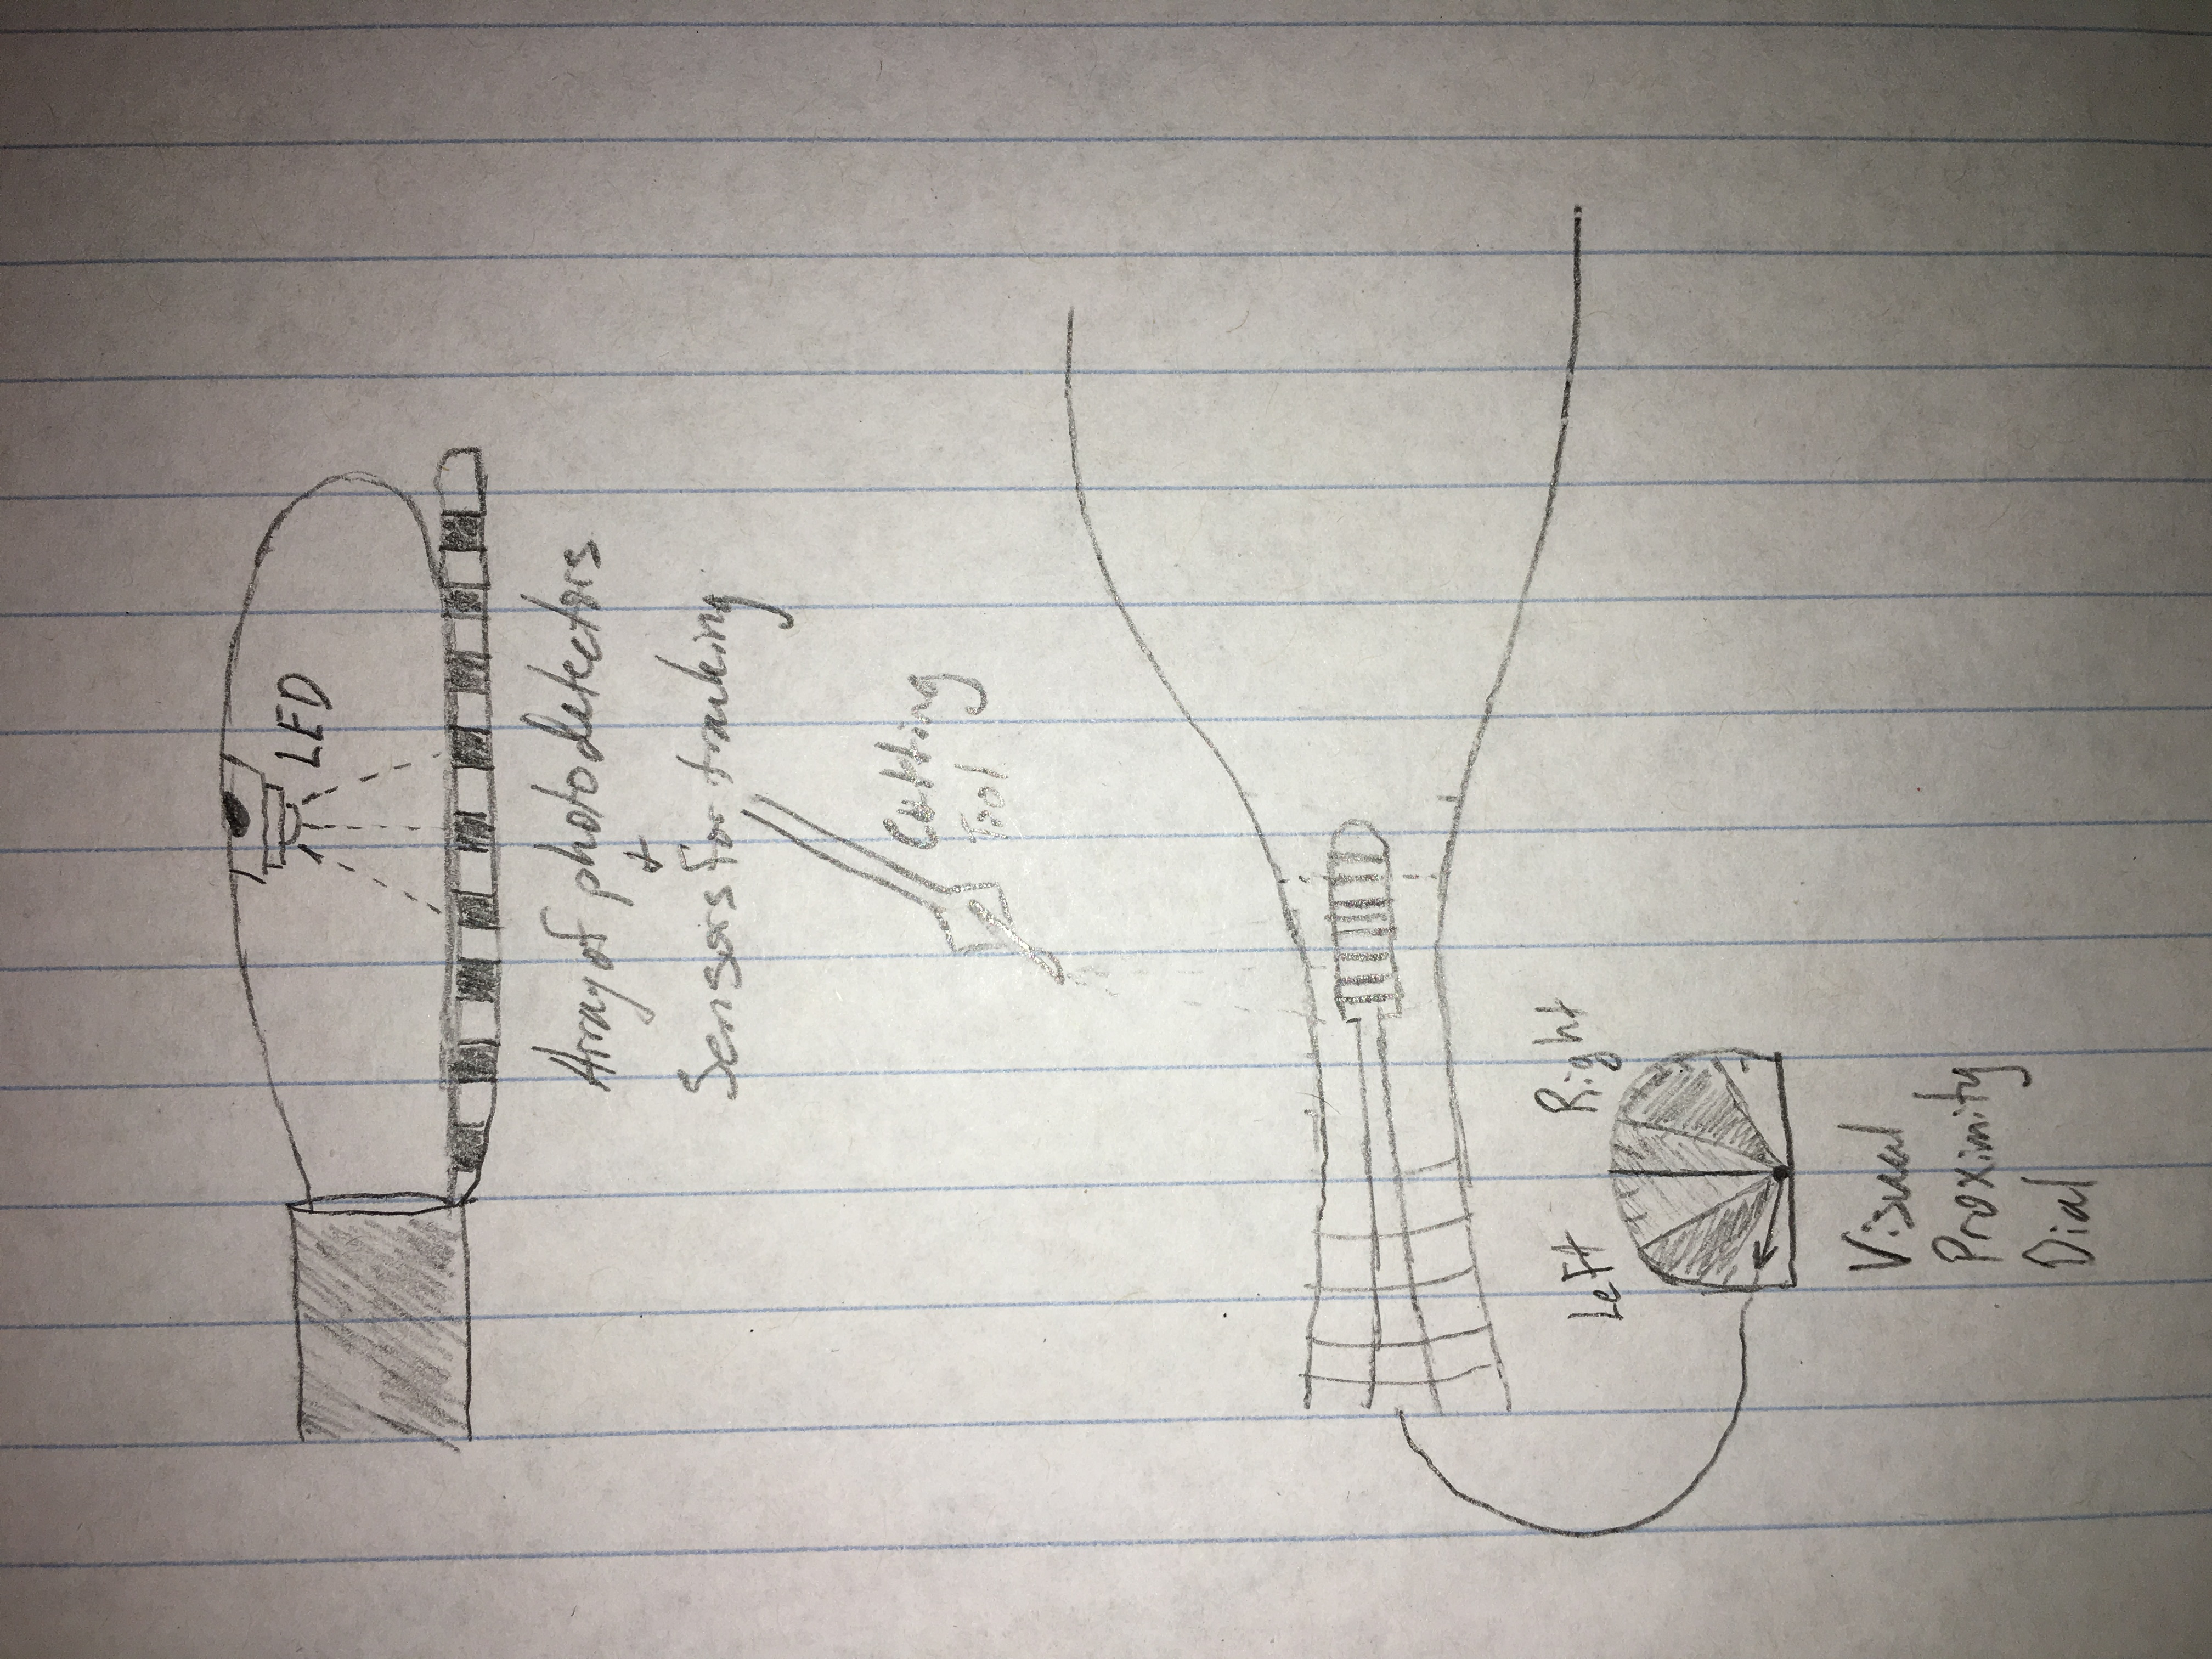 LED
Array of photodetectors
+
Sensors for tracking
Cutting
Tool
Left
Right
Visual
Proximity
Dial